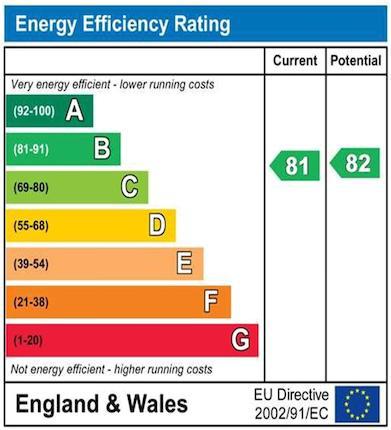 Energy Efficiency Rating
Current Potential
Very energy efficient - lower running costs
(92-100) A
(81-91) B
81 82
(69-80) C
(55-68) D
(39-54) E
(21-38) F
(1-20) G
Not energy efficient - higher running costs
England & Wales
EU Directive
2002/91/EC